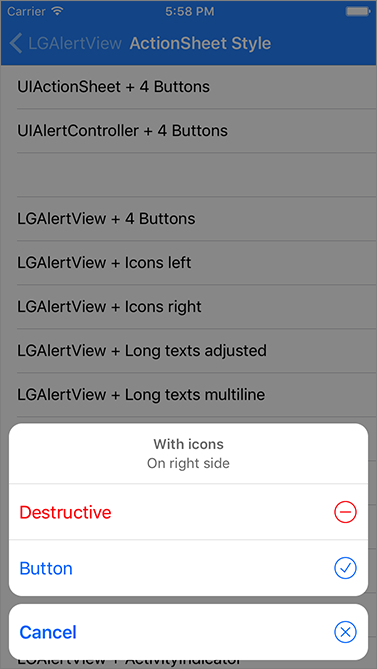 Carrier 5:58 PM
LGAlertView ActionSheet Style
UIActionSheet + 4 Buttons
UIAlertController + 4 Buttons
LGAlertView + 4 Buttons
LGAlertView + Icons left
LGAlertView + Icons right
LGAlertView + Long texts adjusted
LGAlertView + Long texts multiline
With icons
On right side
Destructive
Button
Cancel
LGAlertView + ActivityIndicator